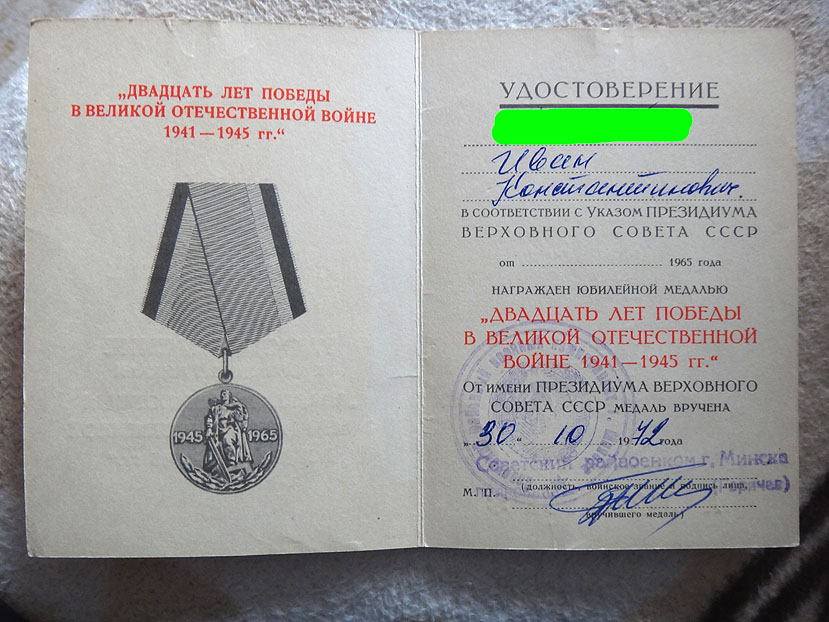 „ДВАДЦАТЬ ЛЕТ ПОБЕДЫ
В ВЕЛИКОЙ ОТЕЧЕСТВЕННОЙ ВОЙНЕ
1941—1945 гг.“
1945 1965
УДОСТОВЕРЕНИЕ
Иван
Константинович.
В СООТВЕТСТВИИ С УКАЗОМ ПРЕЗИДИУМА
ВЕРХОВНОГО СОВЕТА СССР
от 1965 года
НАГРАЖДЕН ЮБИЛЕЙНОЙ МЕДАЛЬЮ
„ДВАДЦАТЬ ЛЕТ ПОБЕДЫ
В ВЕЛИКОЙ ОТЕЧЕСТВЕННОЙ
ВОЙНЕ 1941—1945 гг.“
ОТ ИМЕНИ ПРЕЗИДИУМА ВЕРХОВНОГО
СОВЕТА СССР МЕДАЛЬ ВРУЧЕНА
„30“ 10 1972 года
Советский райвоенком г. Минска
М. П. (должность, воинское звание и подпись лица,
вручившего медаль)